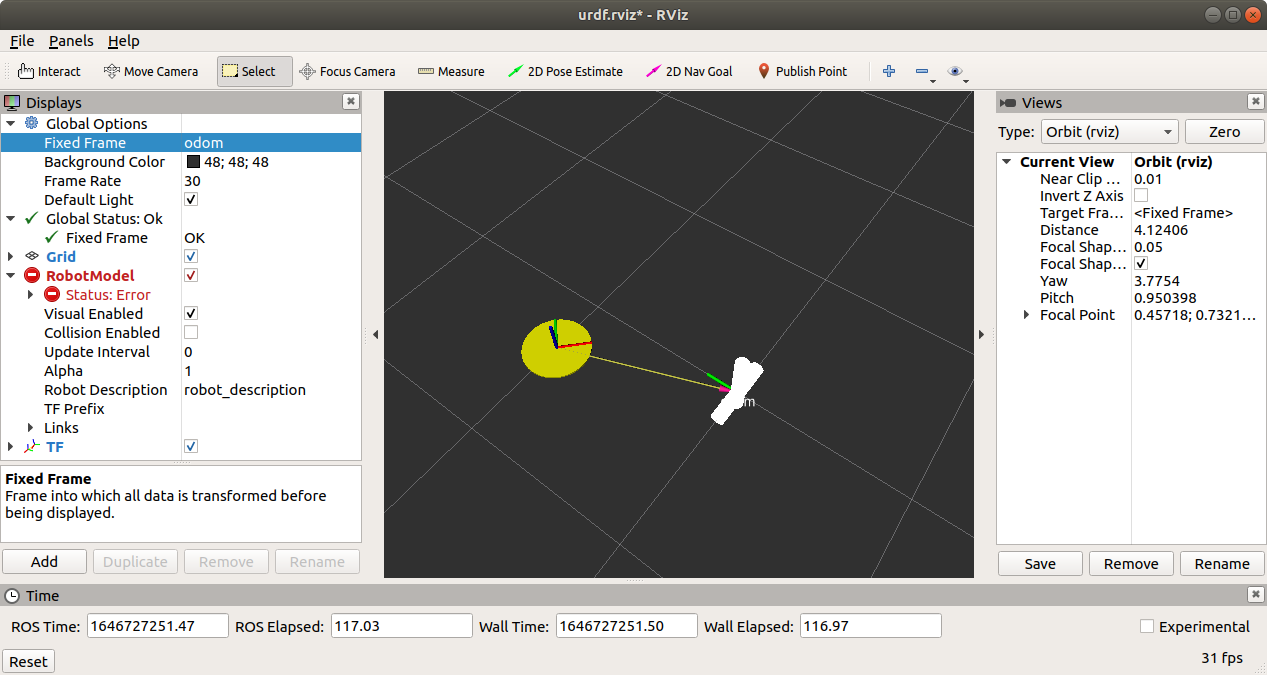 urdf.rviz* - RViz
File Panels Help
Interact Move Camera Select Focus Camera Measure 2D Pose Estimate 2D Nav Goal Publish Point
Displays
Global Options
Fixed Frame odom
Background Color 48; 48; 48
Frame Rate 30
Default Light
Global Status: Ok
Fixed Frame OK
Grid
RobotModel
Status: Error
Visual Enabled
Collision Enabled
Update Interval 0
Alpha 1
Robot Description robot_description
TF Prefix
Links
TF
Fixed Frame
Frame into which all data is transformed before
being displayed.
Add Duplicate Remove Rename
m
Views
Type: Orbit (rviz) Zero
Current View Orbit (rviz)
Near Clip ... 0.01
Invert Z Axis
Target Fra... <Fixed Frame>
Distance 4.12406
Focal Shap... 0.05
Focal Shap...
Yaw 3.7754
Pitch 0.950398
Focal Point 0.45718; 0.7321...
Save Remove Rename
Time
ROS Time: 1646727251.47 ROS Elapsed: 117.03 Wall Time: 1646727251.50 Wall Elapsed: 116.97 Experimental
Reset 31 fps